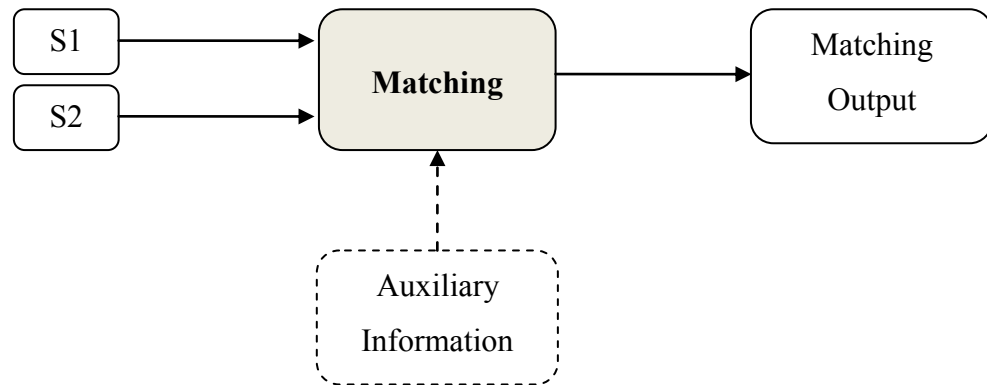 S1
S2
Matching
Matching
Output
Auxiliary
Information